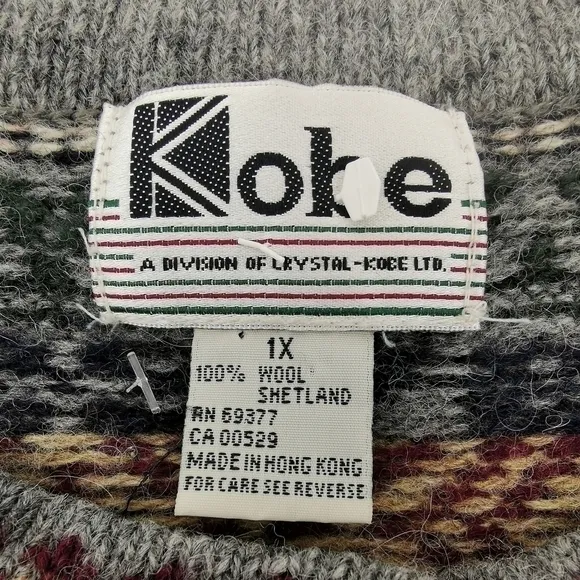 Kobe
A DIVISION OF CRYSTAL-KOBE LTD.
1X
100% WOOL
SHETLAND
RN 69377
CA 00529
MADE IN HONG KONG
FOR CARE SEE REVERSE